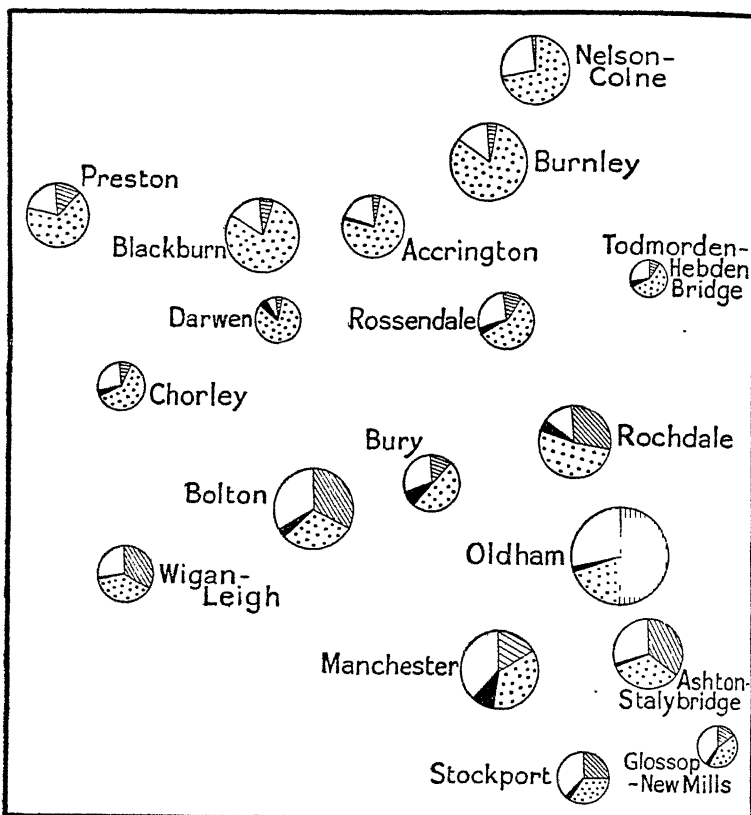 Nelson-
Colne
Burnley
Preston
Blackburn
Accrington
Todmorden-
Hebden
Bridge
Darwen
Rossendale
Chorley
Rochdale
Bury
Bolton
Oldham
Wigan-
Leigh
Manchester
Ashton-
Stalybridge
Glossop
-New Mills
Stockport